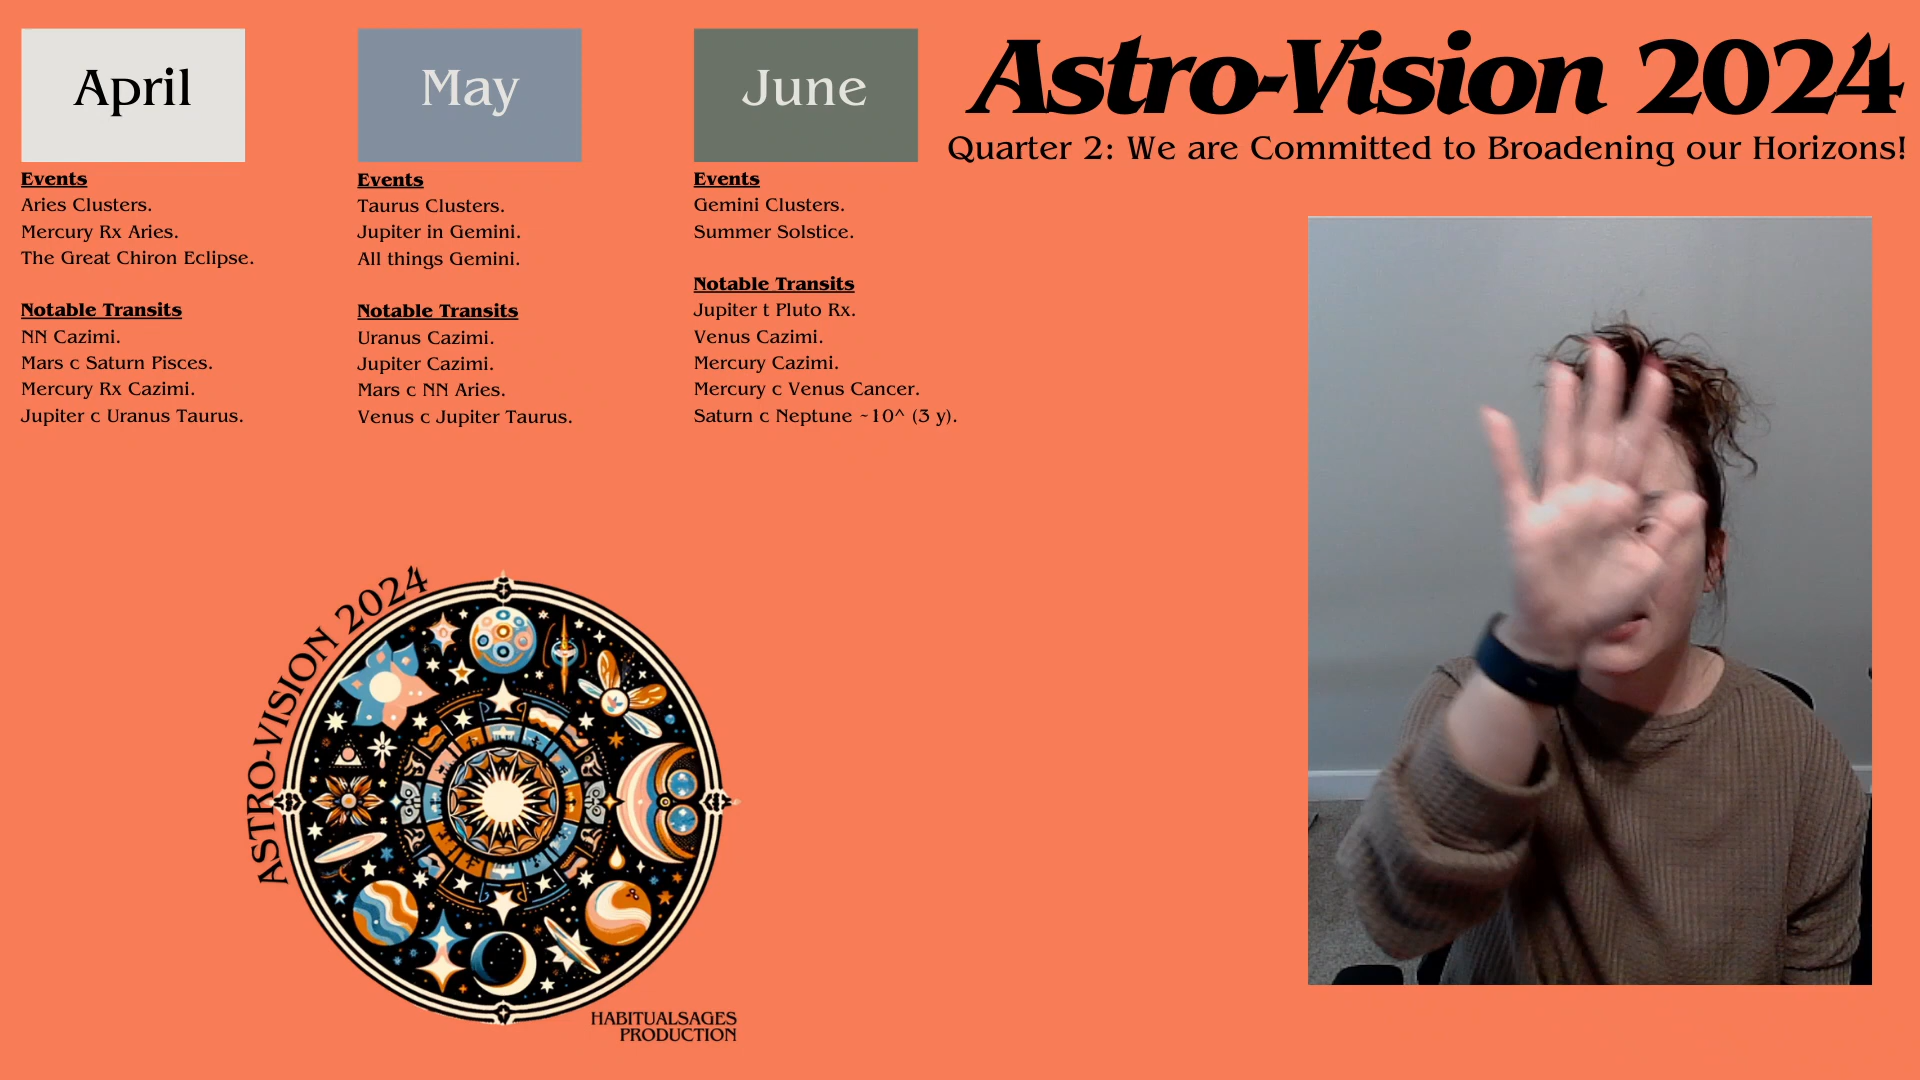 Astro-Vision 2024
Quarter 2: We are Committed to Broadening our Horizons!
April
Events
Aries Clusters.
Mercury Rx Aries.
The Great Chiron Eclipse.
Notable Transits
NN Cazimi.
Mars c Saturn Pisces.
Mercury Rx Cazimi.
Jupiter c Uranus Taurus.
May
Events
Taurus Clusters.
Jupiter in Gemini.
All things Gemini.
Notable Transits
Uranus Cazimi.
Jupiter Cazimi.
Mars c NN Aries.
Venus c Jupiter Taurus.
June
Events
Gemini Clusters.
Summer Solstice.
Notable Transits
Jupiter t Pluto Rx.
Venus Cazimi.
Mercury Cazimi.
Mercury c Venus Cancer.
Saturn c Neptune ~10^ (3 y).
ASTRO-VISION 2024
HABITUALSAGES
PRODUCTION